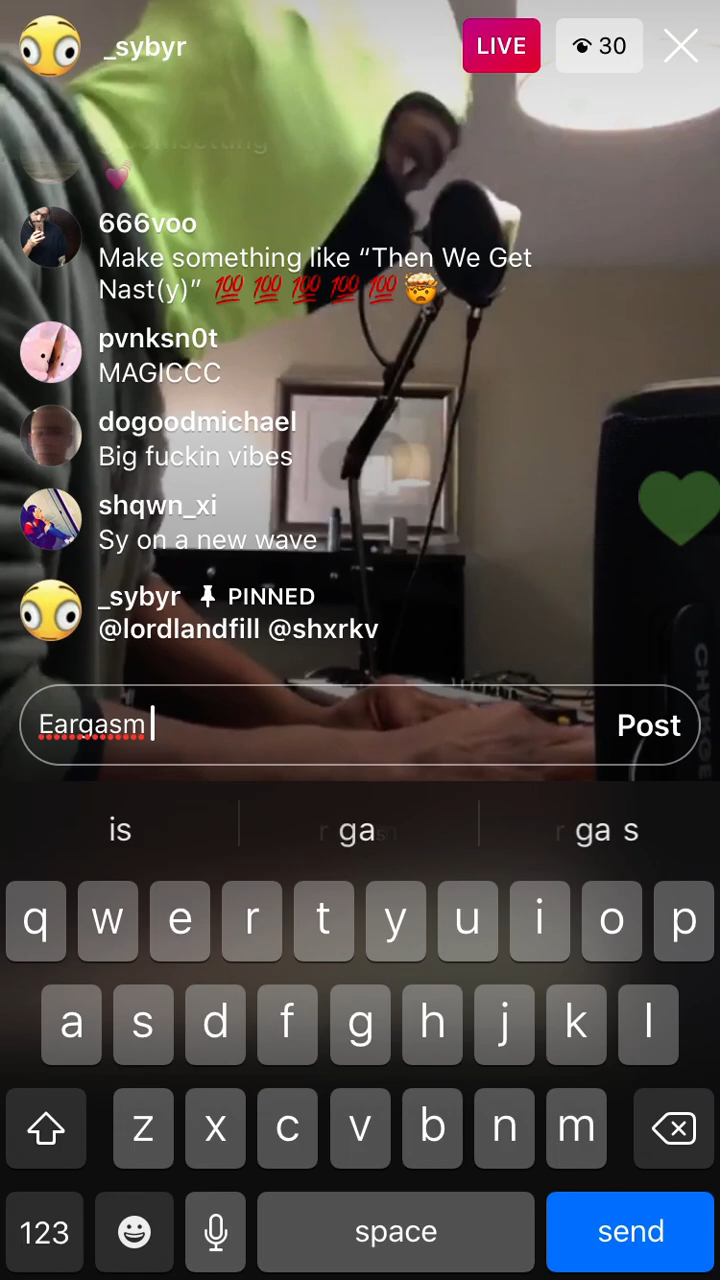 _sybyr
LIVE
30
666voo
Make something like “Then We Get
Nast(y)” 💯 💯 💯 💯 💯 🤯
pvnksn0t
MAGICCC
dogoodmichael
Big fuckin vibes
shqwn_xi
Sy on a new wave
_sybyr PINNED
@lordlandfill @shxrkv
Eargasm Post
CHARGE
is ga ga s
q w e r t y u i o p
a s d f g h j k l
z x c v b n m
123 space send